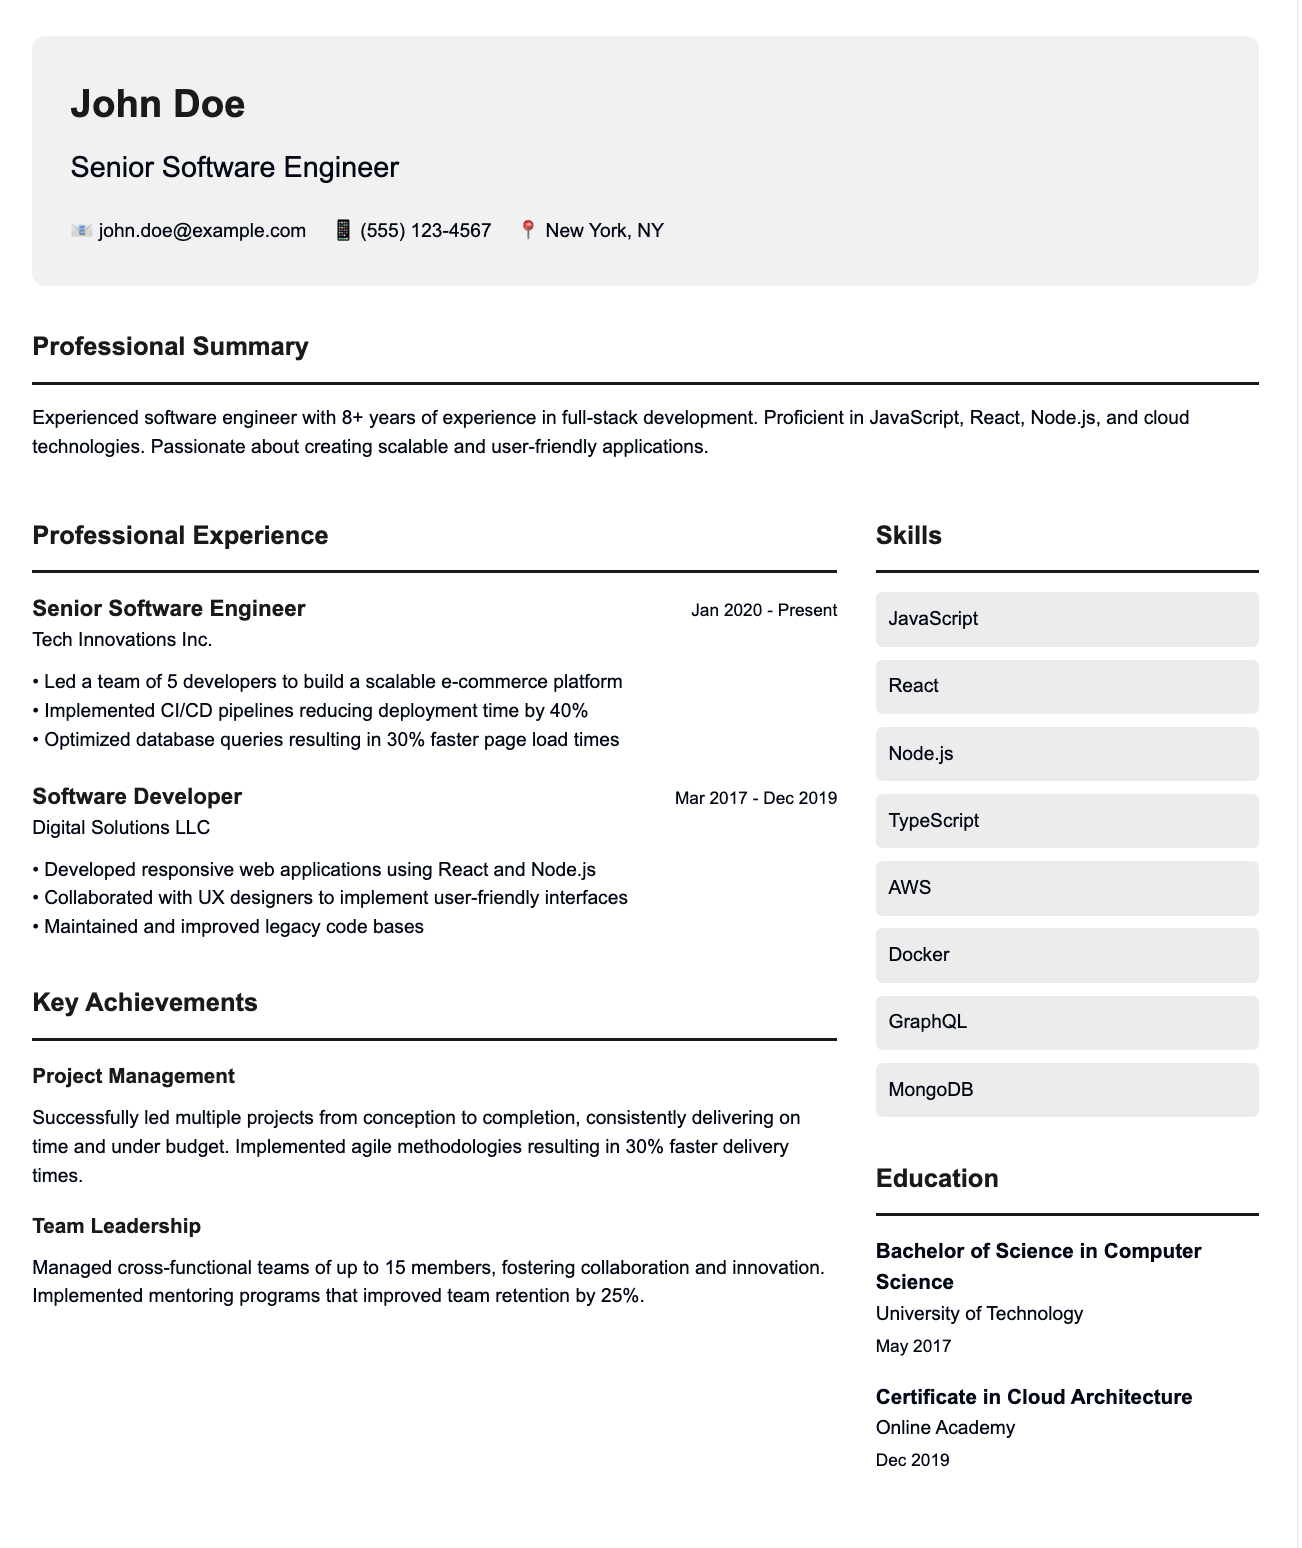 John Doe
Senior Software Engineer
📧 john.doe@example.com 📱 (555) 123-4567 📍 New York, NY
Professional Summary
Experienced software engineer with 8+ years of experience in full-stack development. Proficient in JavaScript, React, Node.js, and cloud
technologies. Passionate about creating scalable and user-friendly applications.
Professional Experience
Senior Software Engineer Jan 2020 - Present
Tech Innovations Inc.
• Led a team of 5 developers to build a scalable e-commerce platform
• Implemented CI/CD pipelines reducing deployment time by 40%
• Optimized database queries resulting in 30% faster page load times
Software Developer Mar 2017 - Dec 2019
Digital Solutions LLC
• Developed responsive web applications using React and Node.js
• Collaborated with UX designers to implement user-friendly interfaces
• Maintained and improved legacy code bases
Key Achievements
Project Management
Successfully led multiple projects from conception to completion, consistently delivering on
time and under budget. Implemented agile methodologies resulting in 30% faster delivery
times.
Team Leadership
Managed cross-functional teams of up to 15 members, fostering collaboration and innovation.
Implemented mentoring programs that improved team retention by 25%.
Skills
JavaScript
React
Node.js
TypeScript
AWS
Docker
GraphQL
MongoDB
Education
Bachelor of Science in Computer
Science
University of Technology
May 2017
Certificate in Cloud Architecture
Online Academy
Dec 2019